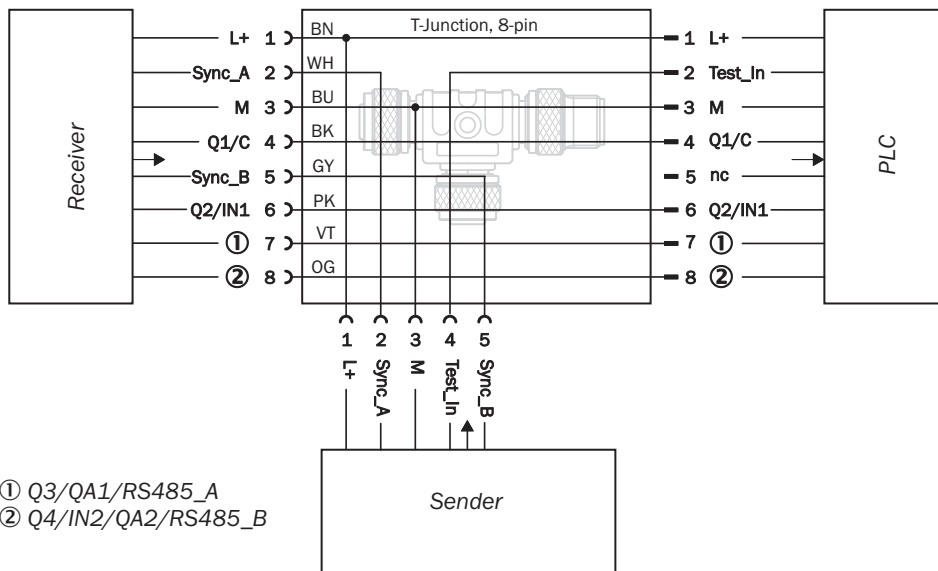 T-Junction, 8-pin
L+ 1 BN 1 L+
Sync_A 2 WH 2 Test_In
M 3 BU 3 M
Q1/C 4 BK 4 Q1/C
Sync_B 5 GY 5 nc
Q2/IN1 6 PK 6 Q2/IN1
① 7 VT 7 ①
② 8 OG 8 ②
Receiver
PLC
1 2 3 4 5
L+ Sync_A M Test_In Sync_B
Sender
① Q3/QA1/RS485_A
② Q4/IN2/QA2/RS485_B